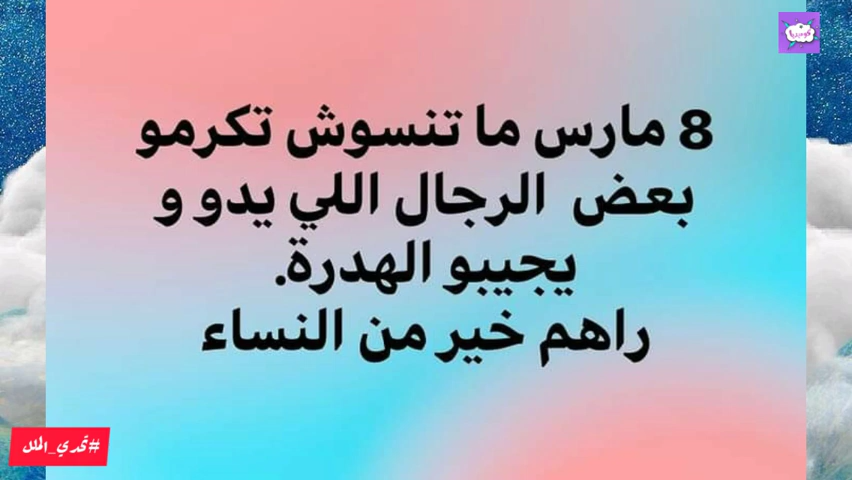 8 مارس ما تنسوش تكرمو
بعض الرجال اللي يدو و
يجيبو الهدرة.
راهم خير من النساء
#تحدي_الملل